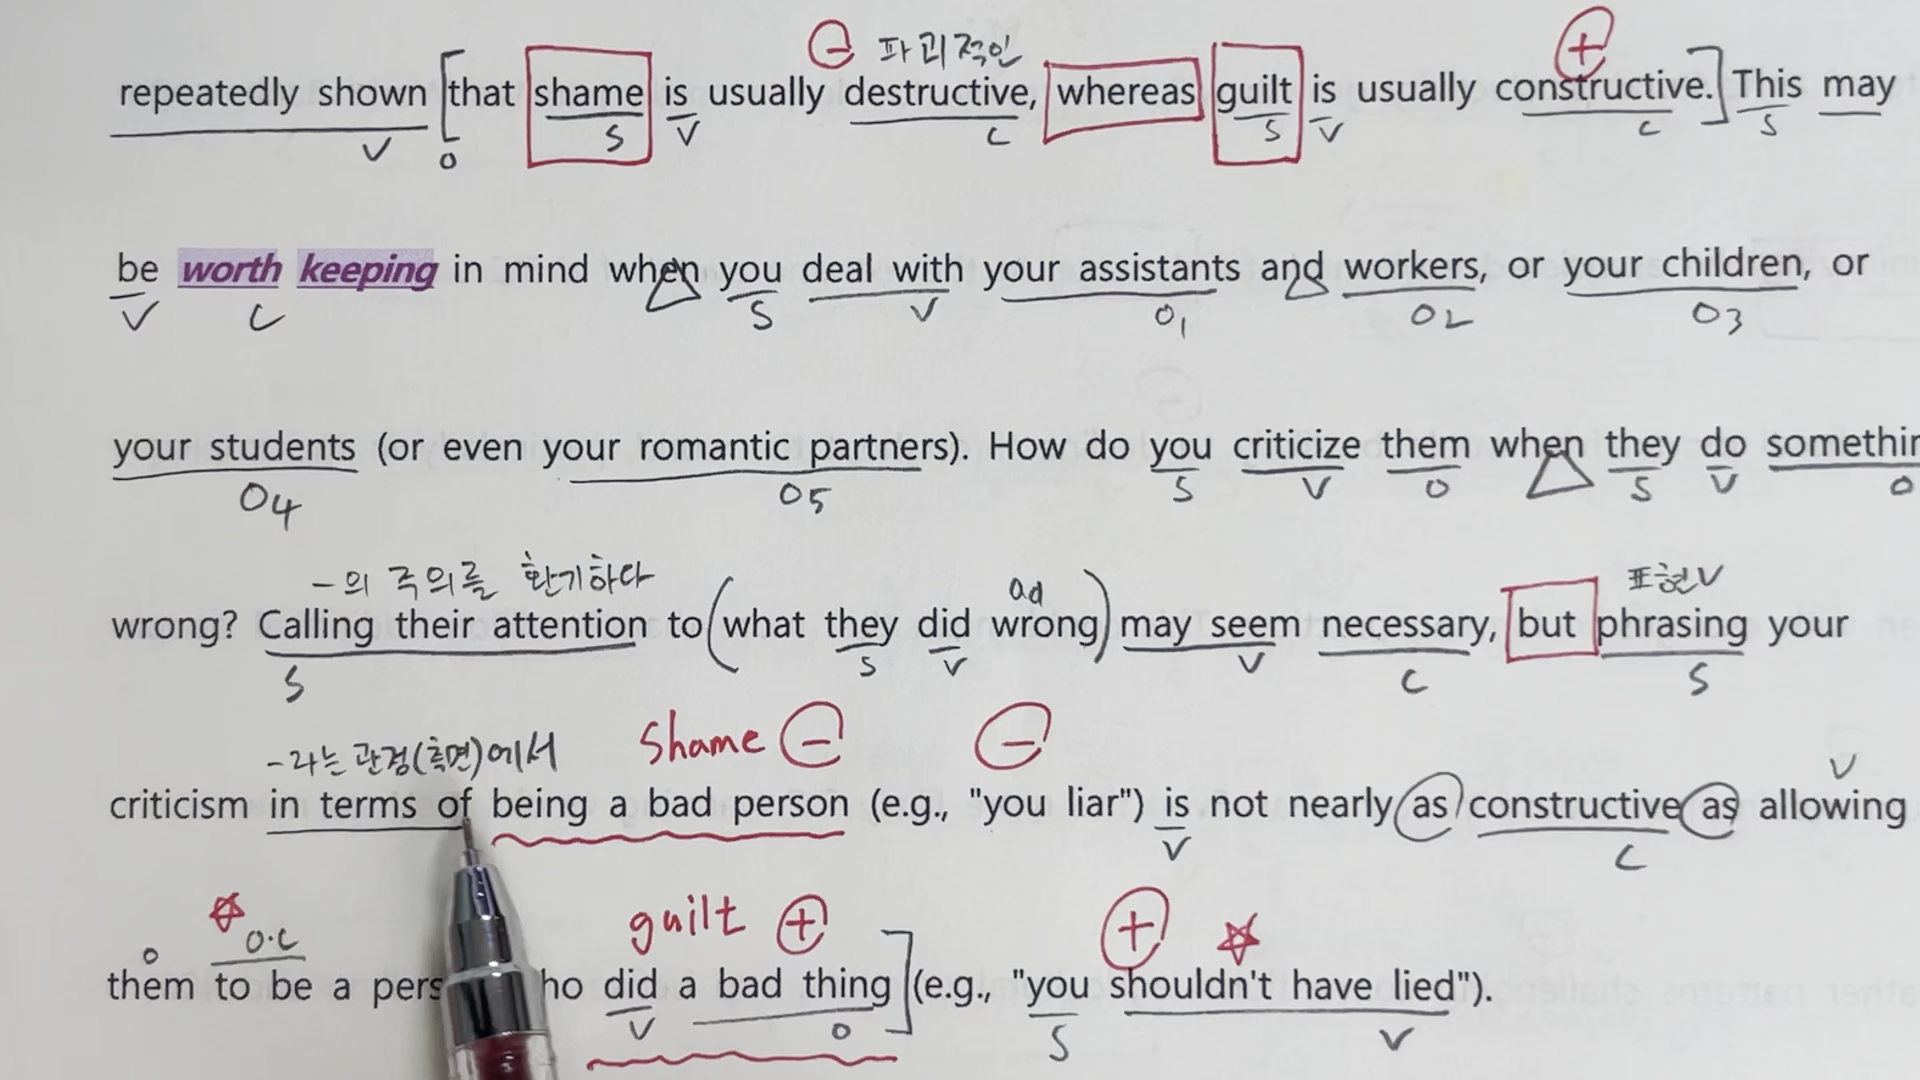 ⊖ 파괴적인 ⊕
repeatedly shown [that shame is usually destructive, whereas guilt is usually constructive.] This may
V O S V C S V C S
be worth keeping in mind when you deal with your assistants and workers, or your children, or
V C S V O1 O2 O3
your students (or even your romantic partners). How do you criticize them when they do somethin
O4 O5 S V O S V O
-의 주의를 환기하다 ad 표현V
wrong? Calling their attention to (what they did wrong) may seem necessary, but phrasing your
S S V V C S
-라는 관점(측면)에서 Shame ⊖ ⊖ V
criticism in terms of being a bad person (e.g., "you liar") is not nearly as constructive as allowing
V C
O O·C guilt ⊕ ⊕
them to be a pers ho did a bad thing] (e.g., "you shouldn't have lied").
V O S V